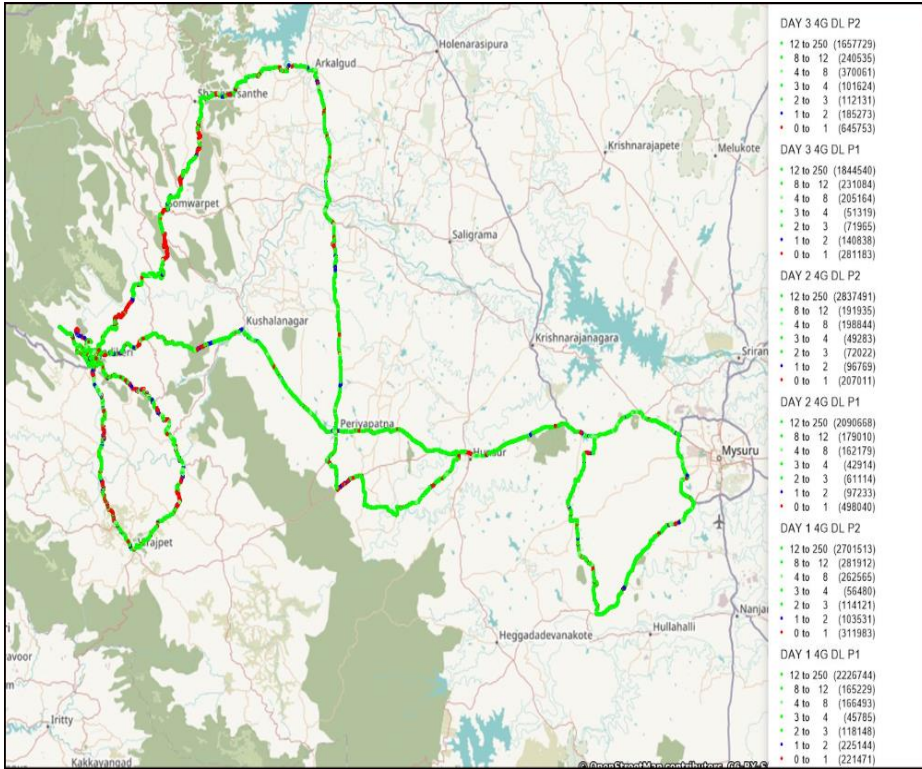 Holenarasipura
Arkalgud
Krishnarajapete
Melukote
Somwarpet
Saligrama
Kushalanagar
Krishnarajanagara
Periyapatna
Hunsur
Mysuru
Virajpet
Hullahalli
Heggadadevanakote
Iritty
Kakkayangad
© OpenStreetMap contributors,
DAY 3 4G DL P2
12 to 250 (1657729)
8 to 12 (240535)
4 to 8 (370061)
3 to 4 (101624)
2 to 3 (112131)
1 to 2 (185273)
0 to 1 (645753)
DAY 3 4G DL P1
12 to 250 (1844540)
8 to 12 (231084)
4 to 8 (205164)
3 to 4 (51319)
2 to 3 (71965)
1 to 2 (140838)
0 to 1 (281183)
DAY 2 4G DL P2
12 to 250 (2837491)
8 to 12 (191935)
4 to 8 (198844)
3 to 4 (49283)
2 to 3 (72022)
1 to 2 (96769)
0 to 1 (207011)
DAY 2 4G DL P1
12 to 250 (2090668)
8 to 12 (179010)
4 to 8 (162179)
3 to 4 (42914)
2 to 3 (61114)
1 to 2 (97233)
0 to 1 (498040)
DAY 1 4G DL P2
12 to 250 (2701513)
8 to 12 (281912)
4 to 8 (262565)
3 to 4 (56480)
2 to 3 (114121)
1 to 2 (103531)
0 to 1 (311983)
DAY 1 4G DL P1
12 to 250 (2226744)
8 to 12 (165229)
4 to 8 (166493)
3 to 4 (45785)
2 to 3 (118148)
1 to 2 (225144)
0 to 1 (221471)